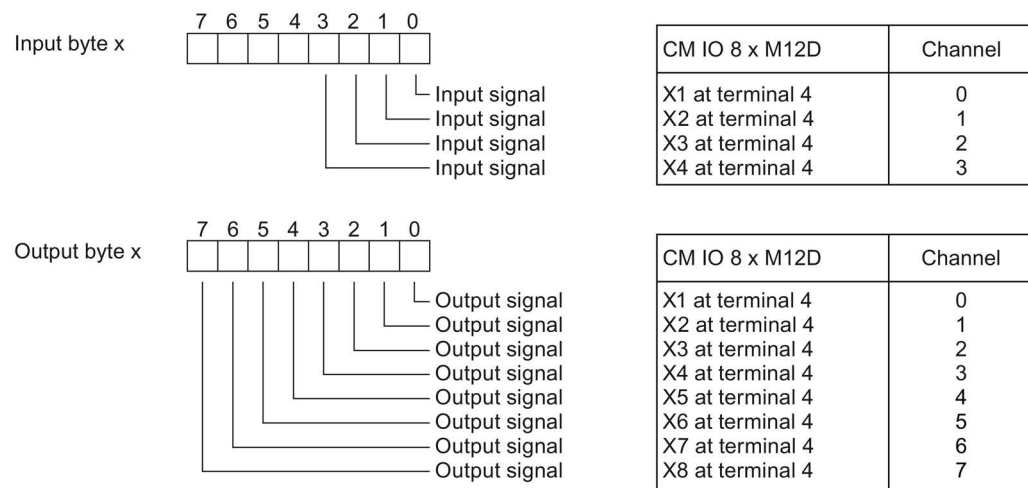 7 6 5 4 3 2 1 0
Input byte x
CM IO 8 x M12D Channel
Input signal X1 at terminal 4 0
Input signal X2 at terminal 4 1
Input signal X3 at terminal 4 2
Input signal X4 at terminal 4 3
7 6 5 4 3 2 1 0
Output byte x
CM IO 8 x M12D Channel
Output signal X1 at terminal 4 0
Output signal X2 at terminal 4 1
Output signal X3 at terminal 4 2
Output signal X4 at terminal 4 3
Output signal X5 at terminal 4 4
Output signal X6 at terminal 4 5
Output signal X7 at terminal 4 6
Output signal X8 at terminal 4 7